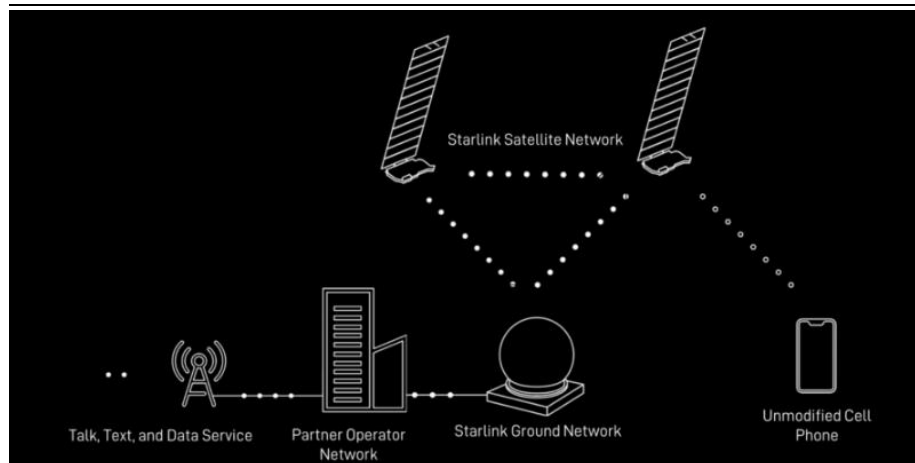 Starlink Satellite Network
Talk, Text, and Data Service
Partner Operator
Network
Starlink Ground Network
Unmodified Cell
Phone